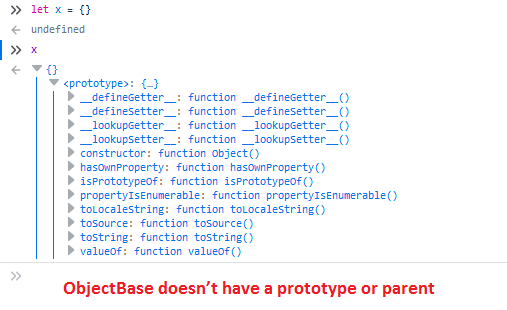 let x = {}
undefined
x
{}
<prototype>: {…}
__defineGetter__: function __defineGetter__()
__defineSetter__: function __defineSetter__()
__lookupGetter__: function __lookupGetter__()
__lookupSetter__: function __lookupSetter__()
constructor: function Object()
hasOwnProperty: function hasOwnProperty()
isPrototypeOf: function isPrototypeOf()
propertyIsEnumerable: function propertyIsEnumerable()
toLocaleString: function toLocaleString()
toSource: function toSource()
toString: function toString()
valueOf: function valueOf()
ObjectBase doesn’t have a prototype or parent